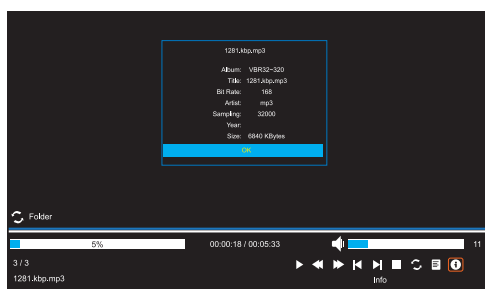 1281.kbp.mp3
Album: VBR32-320
Title: 1281.kbp.mp3
Bit Rate: 168
Artist: mp3
Sampling: 32000
Year:
Size: 6840 KBytes
OK
Folder
5% 00:00:18 / 00:05:33 11
3 / 3
1281.kbp.mp3 Info